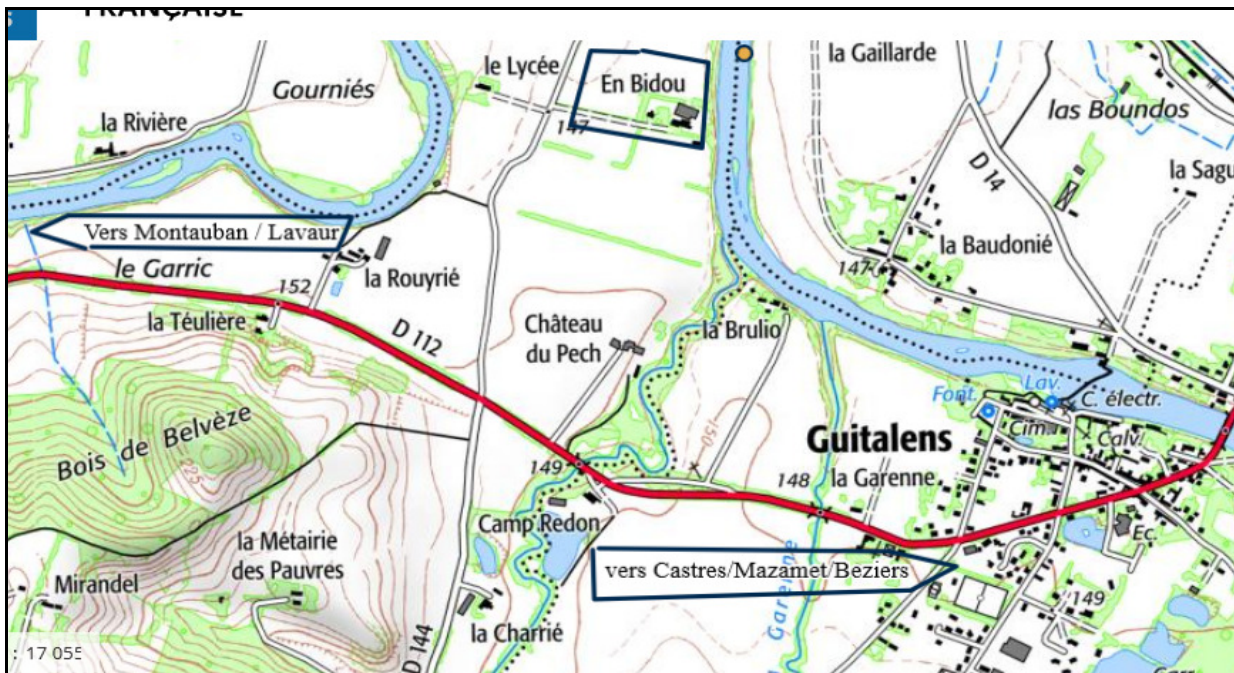 FRANÇAISE
Gourniés
le Lycée
En Bidou
la Gaillarde
las Boundos
la Rivière
147
D 14
la Sagu
Vers Montauban / Lavaur
la Baudonié
le Garric
la Rouyrié
147
152
la Téulière
D 112
Château
du Pech
la Brulio
Bois de Belvèze
225
150
Font.
Lav.
C. électr.
Cim.
Calv.
Guitalens
149
148
la Garenne
Camp Redon
Ec.
la Métairie
des Pauvres
vers Castres/Mazamet/Beziers
Mirandel
Garenne
149
la Charrié
D 144
: 17 055